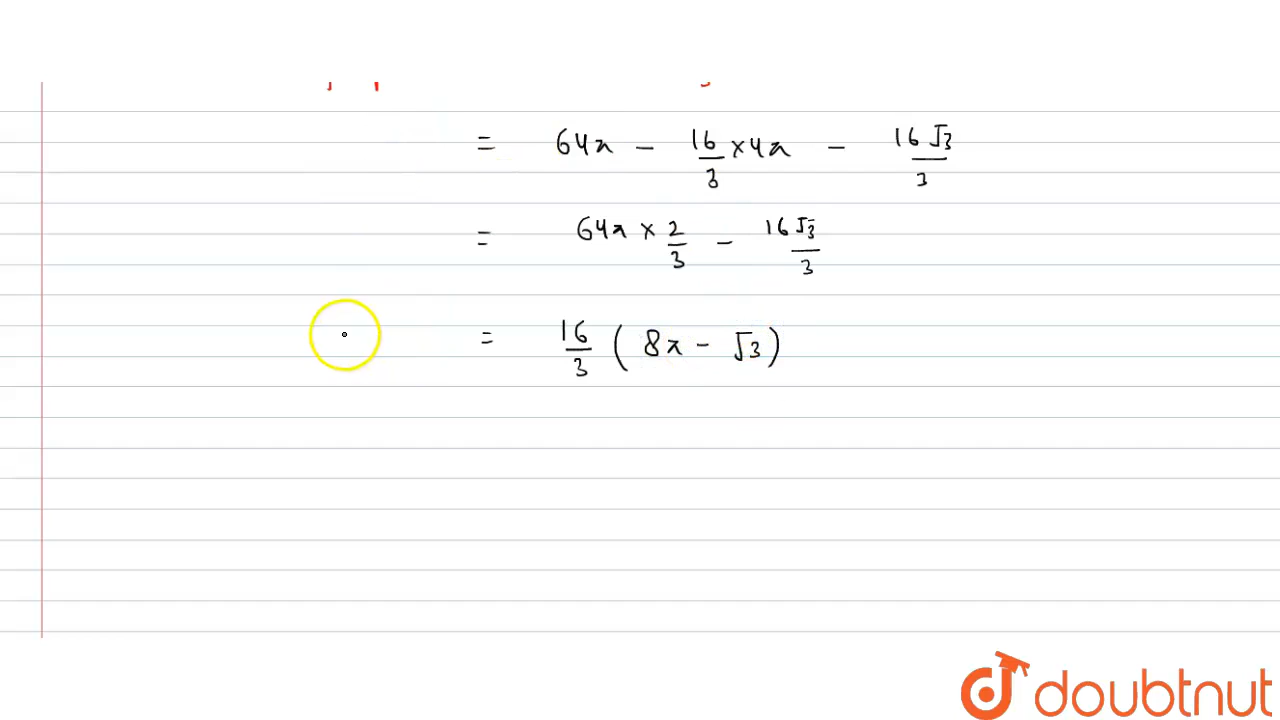 = 64π - 16/3 × 4π - 16√3/3
= 64π × 2/3 - 16√3/3
= 16/3 ( 8π - √3 )
doubtnut